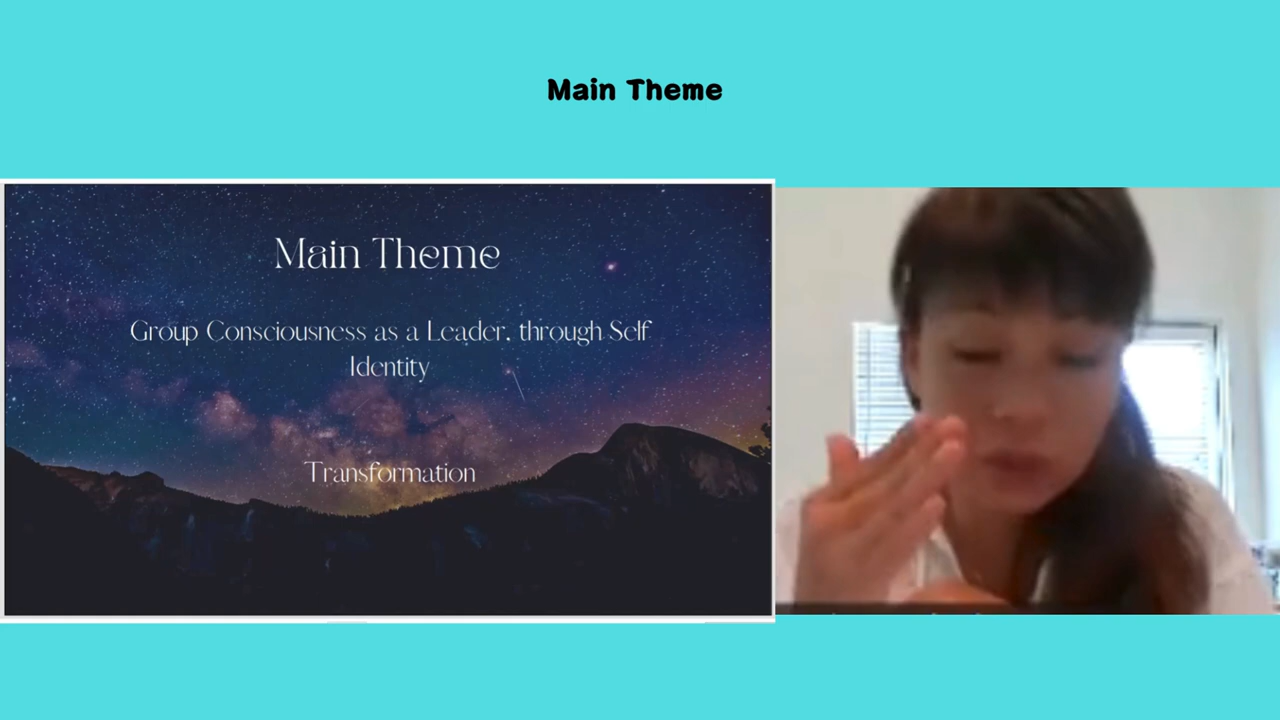 Main Theme
Main Theme
Group Consciousness as a Leader, through Self
Identity
Transformation